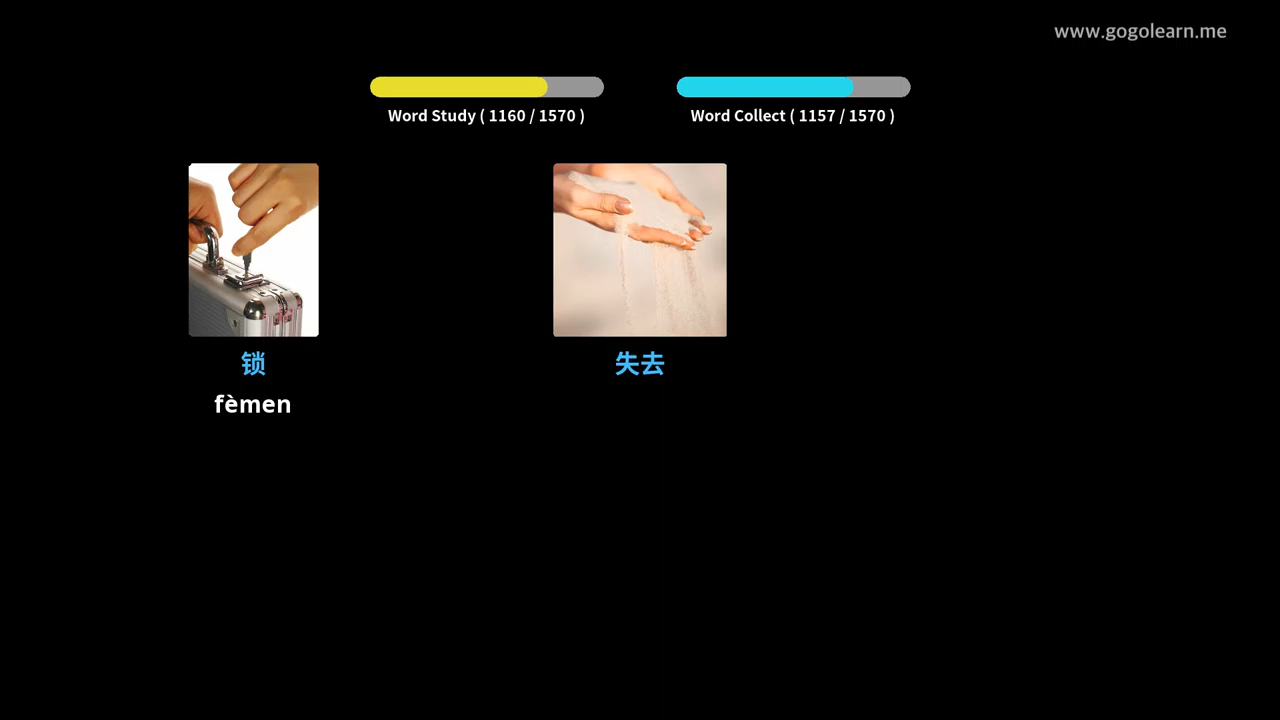 www.gogolearn.me
Word Study ( 1160 / 1570 )
Word Collect ( 1157 / 1570 )
锁
失去
fèmen